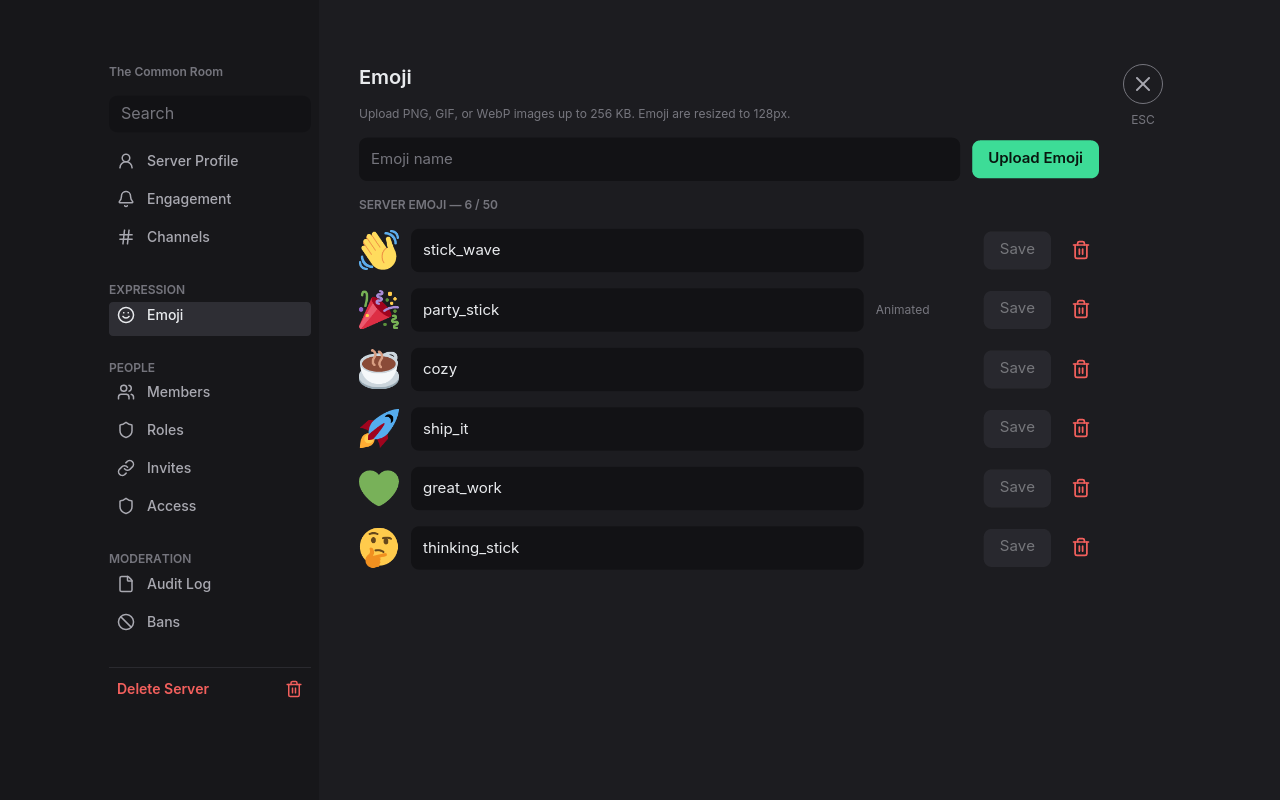 The Common Room
Search
Server Profile
Engagement
Channels
EXPRESSION
Emoji
PEOPLE
Members
Roles
Invites
Access
MODERATION
Audit Log
Bans
Delete Server
Emoji
ESC
Upload PNG, GIF, or WebP images up to 256 KB. Emoji are resized to 128px.
Emoji name
Upload Emoji
SERVER EMOJI — 6 / 50
stick_wave
Save
party_stick
Animated
Save
cozy
Save
ship_it
Save
great_work
Save
thinking_stick
Save